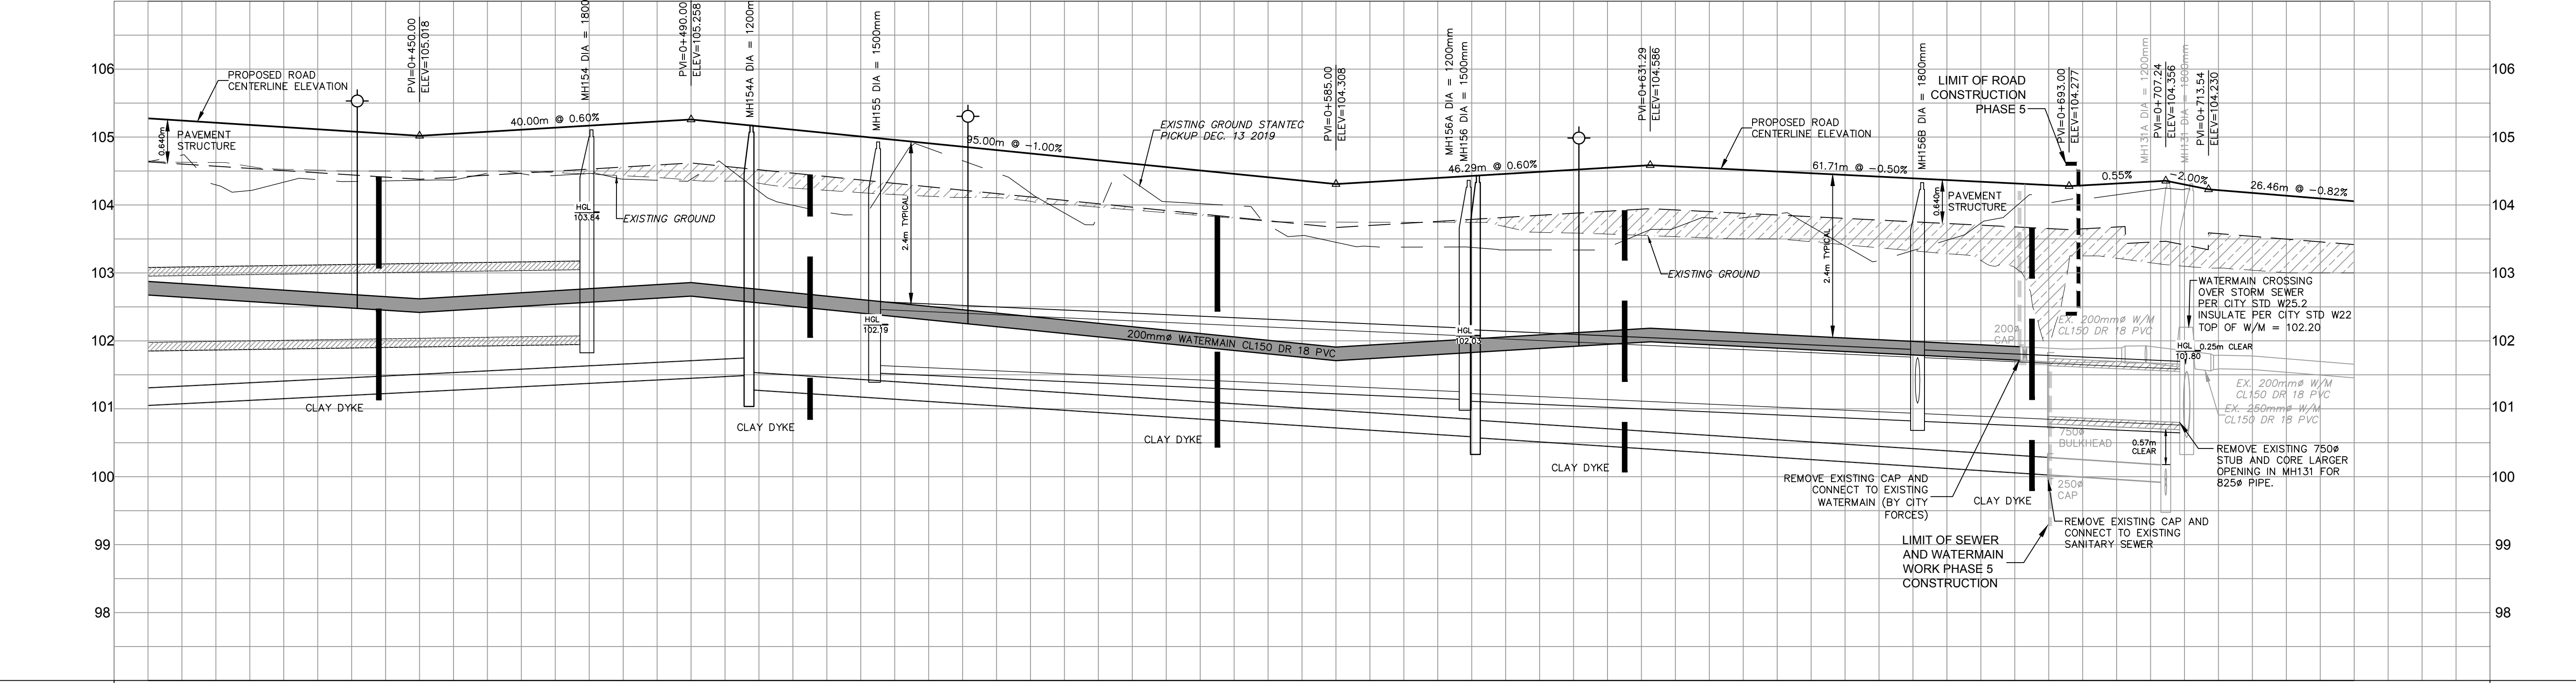 106
105
104
103
102
101
100
99
98
PROPOSED ROAD
CENTERLINE ELEVATION
0.640m
PAVEMENT
STRUCTURE
PVI=0+450.00
ELEV=105.018
40.00m @ 0.60%
MH154 DIA = 1800
HGL
103.84
EXISTING GROUND
CLAY DYKE
PVI=0+490.00
ELEV=105.258
MH154A DIA = 1200m
CLAY DYKE
MH155 DIA = 1500mm
HGL
102.19
2.4m TYPICAL
95.00m @ -1.00%
EXISTING GROUND STANTEC
PICKUP DEC. 13 2019
200mmø WATERMAIN CL150 DR 18 PVC
CLAY DYKE
PVI=0+585.00
ELEV=104.308
MH156A DIA = 1200mm
MH156 DIA = 1500mm
46.29m @ 0.60%
HGL
102.03
CLAY DYKE
PVI=0+631.29
ELEV=104.586
EXISTING GROUND
PROPOSED ROAD
CENTERLINE ELEVATION
61.71m @ -0.50%
2.4m TYPICAL
MH156B DIA = 1800mm
0.640m
PAVEMENT
STRUCTURE
LIMIT OF ROAD
CONSTRUCTION
PHASE 5
PVI=0+693.00
ELEV=104.277
0.55%
MH131A DIA = 1200mm
PVI=0+707.24
ELEV=104.356
MH131 DIA = 1800mm
-2.00%
PVI=0+713.54
ELEV=104.230
26.46m @ -0.82%
WATERMAIN CROSSING
OVER STORM SEWER
PER CITY STD W25.2
INSULATE PER CITY STD W22
TOP OF W/M = 102.20
200ø
CAP
EX. 200mmø W/M
CL150 DR 18 PVC
HGL
101.80
0.25m CLEAR
EX. 200mmø W/M
CL150 DR 18 PVC
EX. 250mmø W/M
CL150 DR 18 PVC
750ø
BULKHEAD
0.57m
CLEAR
REMOVE EXISTING 750ø
STUB AND CORE LARGER
OPENING IN MH131 FOR
825ø PIPE.
250ø
CAP
REMOVE EXISTING CAP AND
CONNECT TO EXISTING
WATERMAIN (BY CITY
FORCES)
CLAY DYKE
REMOVE EXISTING CAP AND
CONNECT TO EXISTING
SANITARY SEWER
LIMIT OF SEWER
AND WATERMAIN
WORK PHASE 5
CONSTRUCTION
106
105
104
103
102
101
100
99
98